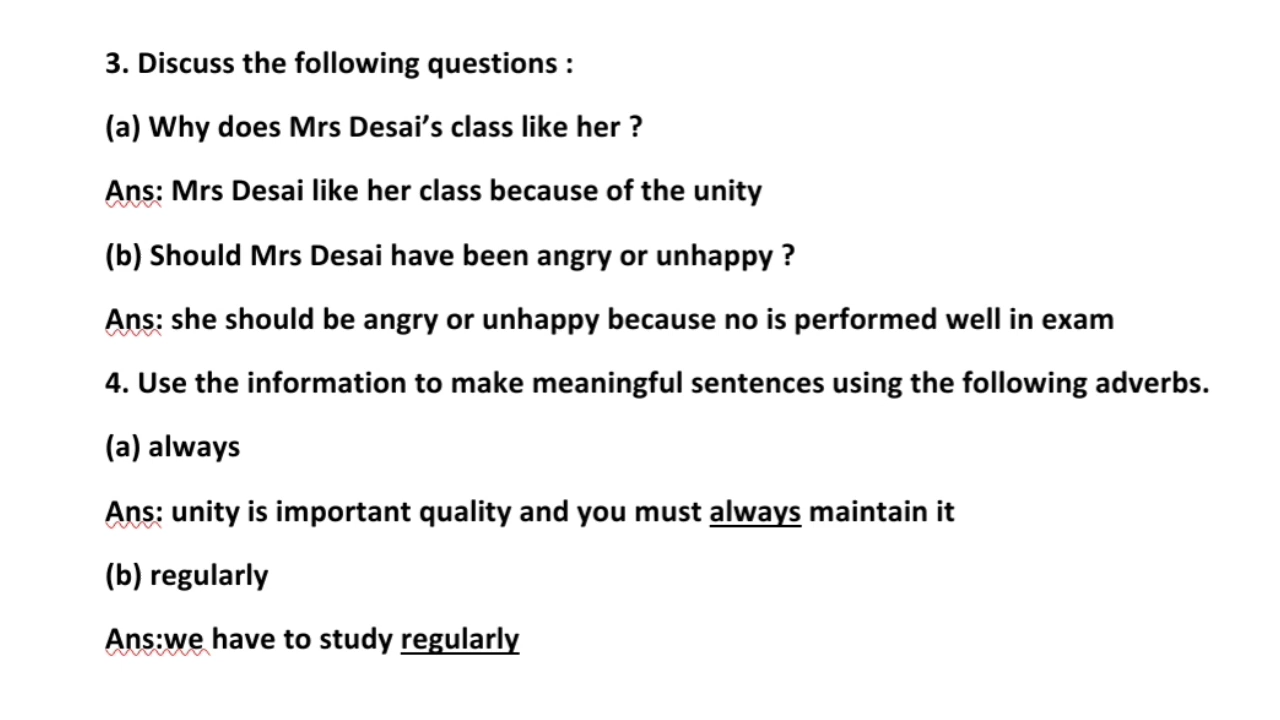 3. Discuss the following questions :
(a) Why does Mrs Desai’s class like her ?
Ans: Mrs Desai like her class because of the unity
(b) Should Mrs Desai have been angry or unhappy ?
Ans: she should be angry or unhappy because no is performed well in exam
4. Use the information to make meaningful sentences using the following adverbs.
(a) always
Ans: unity is important quality and you must always maintain it
(b) regularly
Ans:we have to study regularly